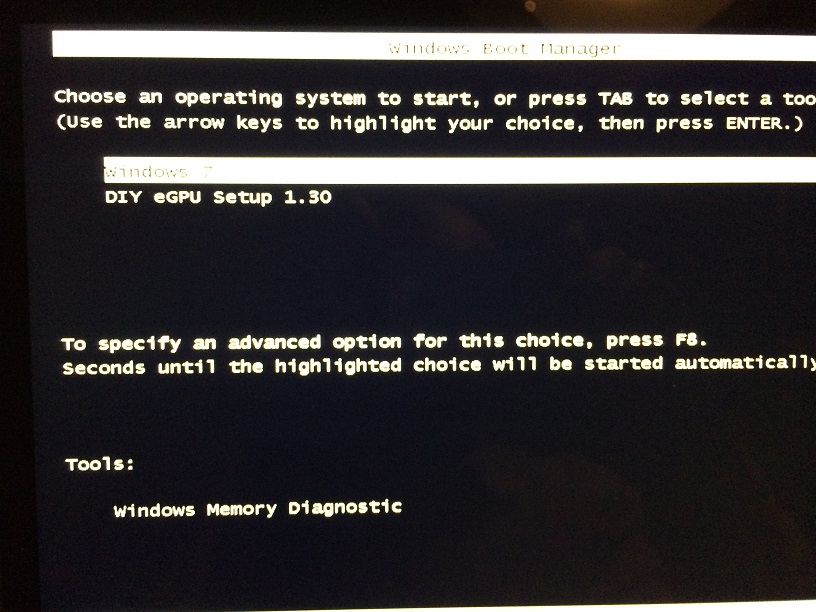 Windows Boot Manager
Choose an operating system to start, or press TAB to select a too
(Use the arrow keys to highlight your choice, then press ENTER.)
Windows 7
DIY eGPU Setup 1.30
To specify an advanced option for this choice, press F8.
Seconds until the highlighted choice will be started automatically
Tools:
Windows Memory Diagnostic